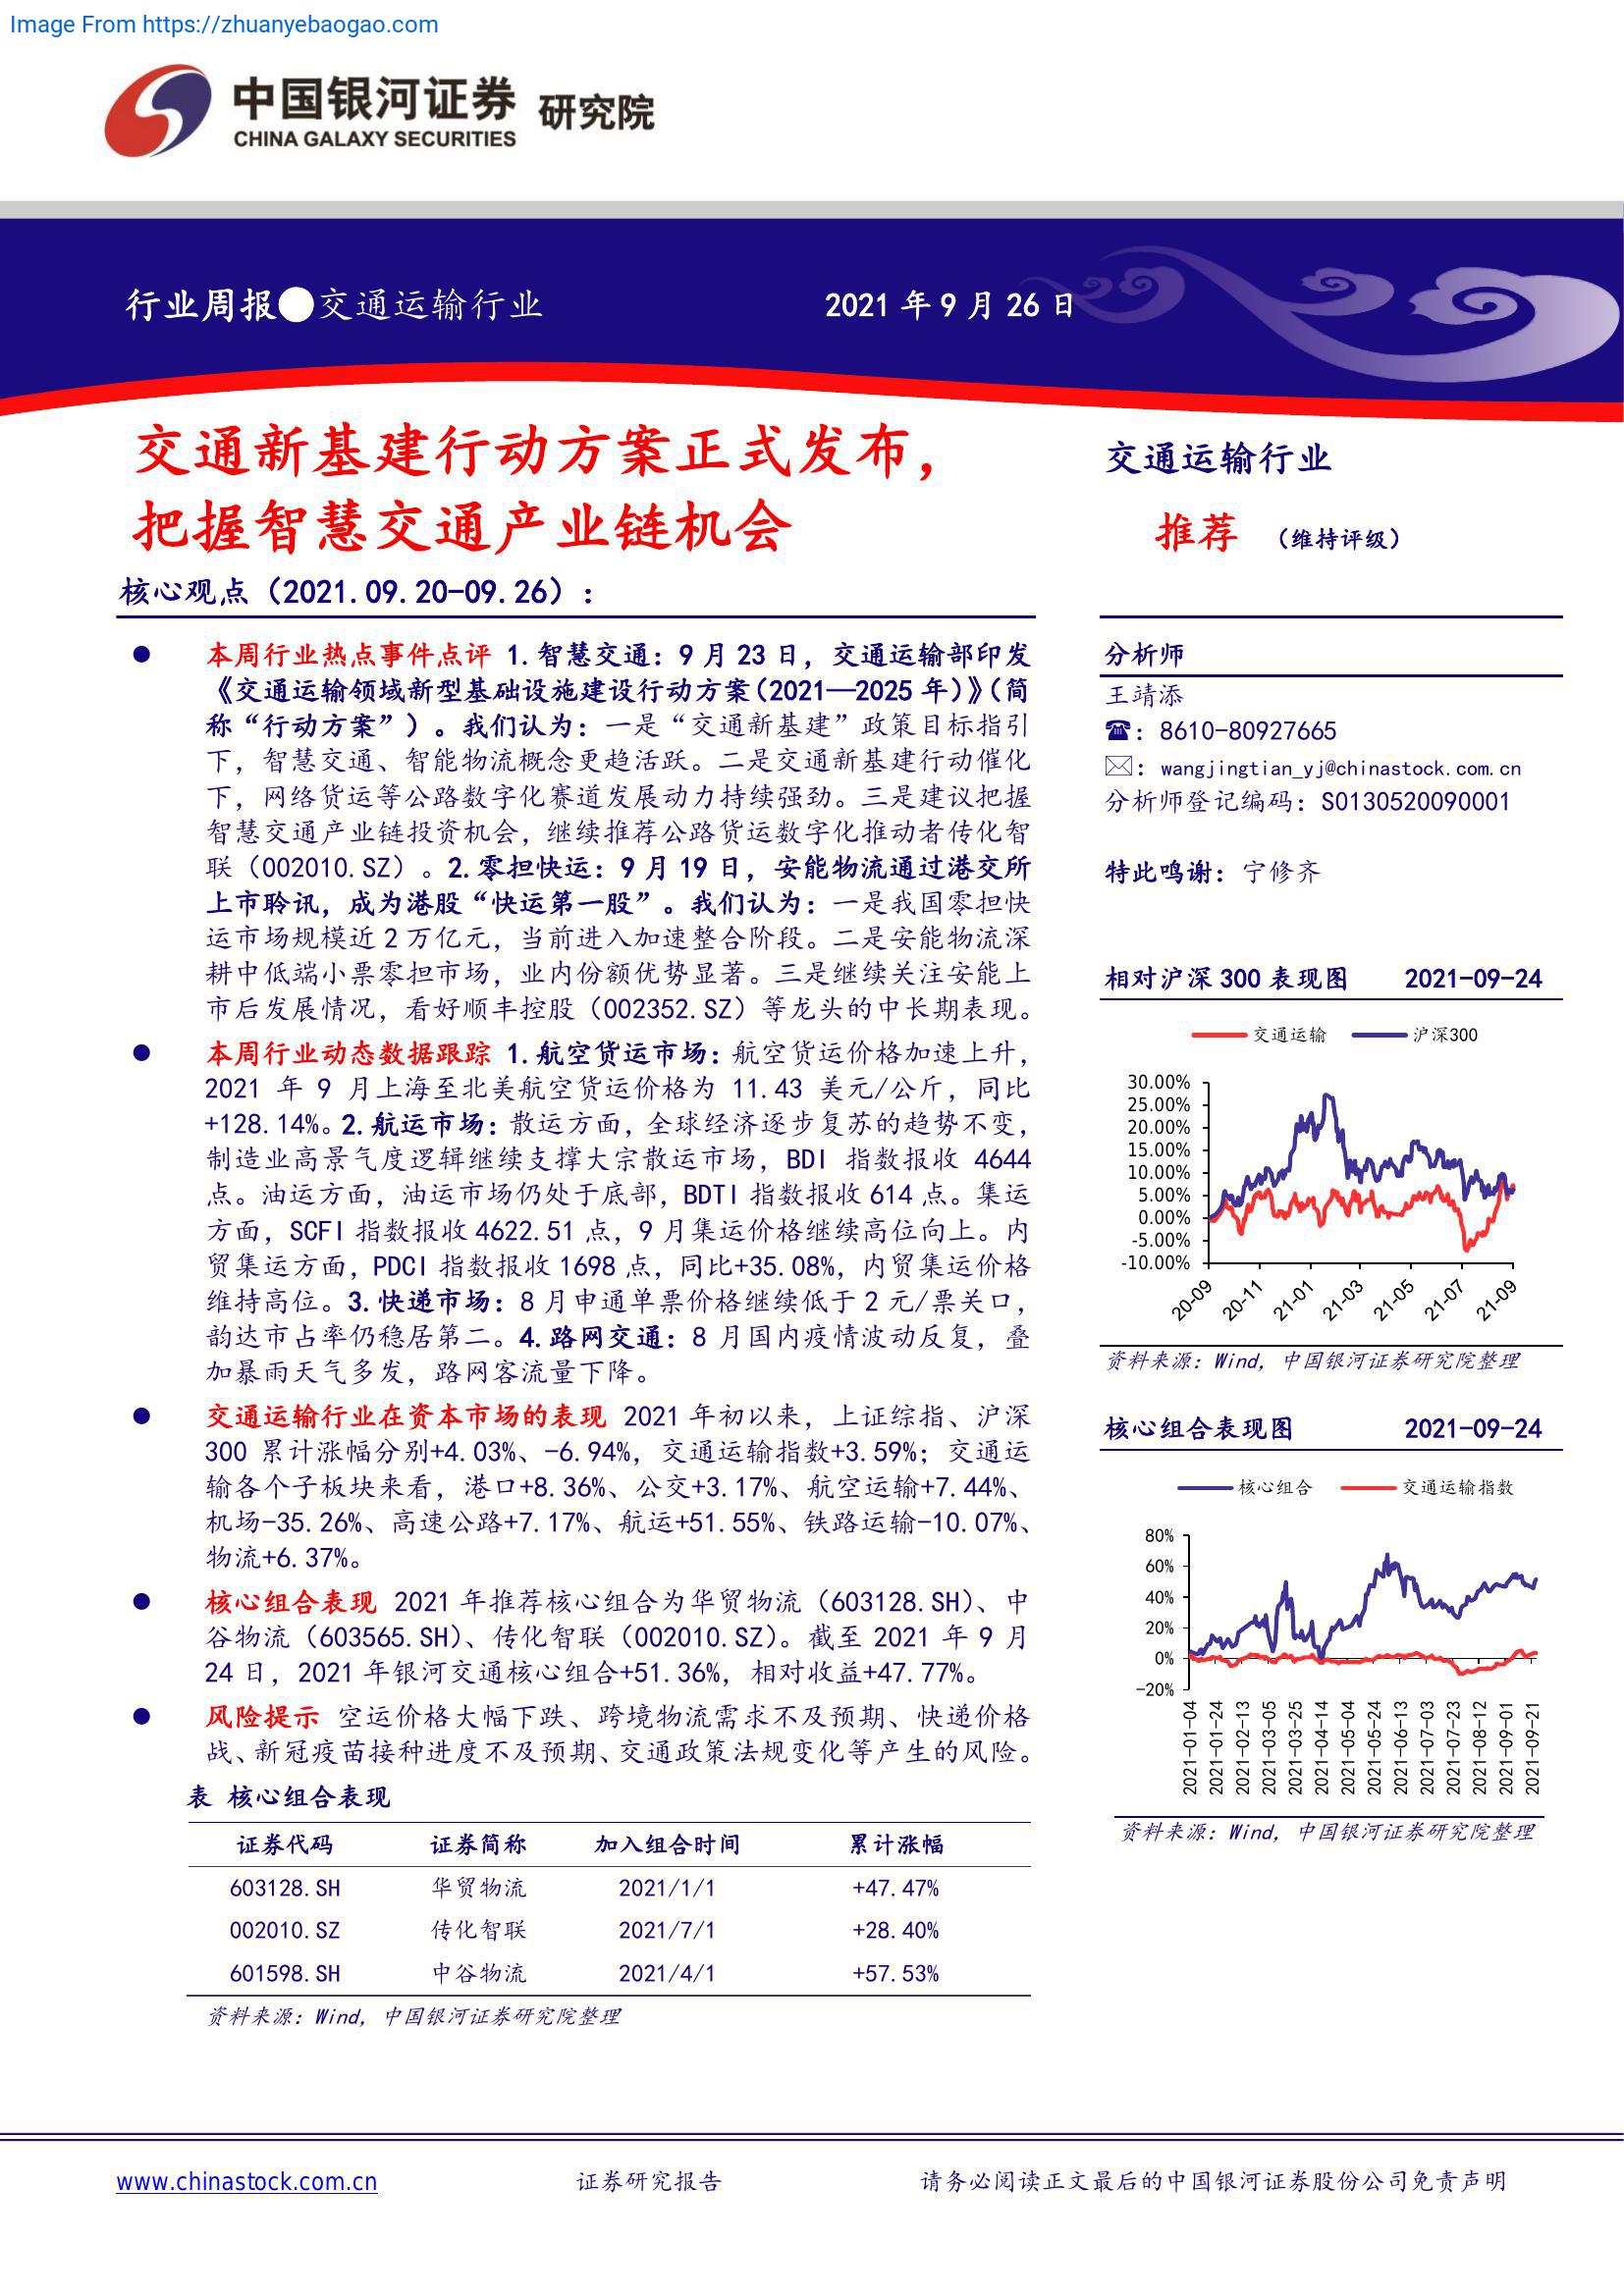 Image From https://zhuanyebaogao.com
中国银河证券 研究院
CHINA GALAXY SECURITIES
行业周报●交通运输行业
2021 年 9 月 26 日
交通新基建行动方案正式发布，
把握智慧交通产业链机会
核心观点（2021.09.20-09.26）：
● 本周行业热点事件点评 1.智慧交通：9 月 23 日，交通运输部印发
《交通运输领域新型基础设施建设行动方案（2021—2025 年）》（简
称“行动方案”）。我们认为：一是“交通新基建”政策目标指引
下，智慧交通、智能物流概念更趋活跃。二是交通新基建行动催化
下，网络货运等公路数字化赛道发展动力持续强劲。三是建议把握
智慧交通产业链投资机会，继续推荐公路货运数字化推动者传化智
联（002010.SZ）。2.零担快运：9 月 19 日，安能物流通过港交所
上市聆讯，成为港股“快运第一股”。我们认为：一是我国零担快
运市场规模近 2 万亿元，当前进入加速整合阶段。二是安能物流深
耕中低端小票零担市场，业内份额优势显著。三是继续关注安能上
市后发展情况，看好顺丰控股（002352.SZ）等龙头的中长期表现。
● 本周行业动态数据跟踪 1.航空货运市场：航空货运价格加速上升，
2021 年 9 月上海至北美航空货运价格为 11.43 美元/公斤，同比
+128.14%。2.航运市场：散运方面，全球经济逐步复苏的趋势不变，
制造业高景气度逻辑继续支撑大宗散运市场，BDI 指数报收 4644
点。油运方面，油运市场仍处于底部，BDTI 指数报收 614 点。集运
方面，SCFI 指数报收 4622.51 点，9 月集运价格继续高位向上。内
贸集运方面，PDCI 指数报收 1698 点，同比+35.08%，内贸集运价格
维持高位。3.快递市场：8 月申通单票价格继续低于 2 元/票关口，
韵达市占率仍稳居第二。4.路网交通：8 月国内疫情波动反复，叠
加暴雨天气多发，路网客流量下降。
● 交通运输行业在资本市场的表现 2021 年初以来，上证综指、沪深
300 累计涨幅分别+4.03%、-6.94%，交通运输指数+3.59%；交通运
输各个子板块来看，港口+8.36%、公交+3.17%、航空运输+7.44%、
机场-35.26%、高速公路+7.17%、航运+51.55%、铁路运输-10.07%、
物流+6.37%。
● 核心组合表现 2021 年推荐核心组合为华贸物流（603128.SH）、中
谷物流（603565.SH）、传化智联（002010.SZ）。截至 2021 年 9 月
24 日，2021 年银河交通核心组合+51.36%，相对收益+47.77%。
● 风险提示 空运价格大幅下跌、跨境物流需求不及预期、快递价格
战、新冠疫苗接种进度不及预期、交通政策法规变化等产生的风险。
表 核心组合表现
证券代码 证券简称 加入组合时间 累计涨幅
603128.SH 华贸物流 2021/1/1 +47.47%
002010.SZ 传化智联 2021/7/1 +28.40%
601598.SH 中谷物流 2021/4/1 +57.53%
资料来源：Wind，中国银河证券研究院整理
交通运输行业
推荐 （维持评级）
分析师
王靖添
☎：8610-80927665
✉：wangjingtian_yj@chinastock.com.cn
分析师登记编码：S0130520090001
特此鸣谢：宁修齐
相对沪深 300 表现图 2021-09-24
交通运输 沪深300
30.00%
25.00%
20.00%
15.00%
10.00%
5.00%
0.00%
-5.00%
-10.00%
20-09 20-11 21-01 21-03 21-05 21-07 21-09
资料来源：Wind，中国银河证券研究院整理
核心组合表现图 2021-09-24
核心组合 交通运输指数
80%
60%
40%
20%
0%
-20%
2021-01-04 2021-01-24 2021-02-13 2021-03-05 2021-03-25 2021-04-14 2021-05-04 2021-05-24 2021-06-13 2021-07-03 2021-07-23 2021-08-12 2021-09-01 2021-09-21
资料来源：Wind，中国银河证券研究院整理
www.chinastock.com.cn 证券研究报告 请务必阅读正文最后的中国银河证券股份公司免责声明